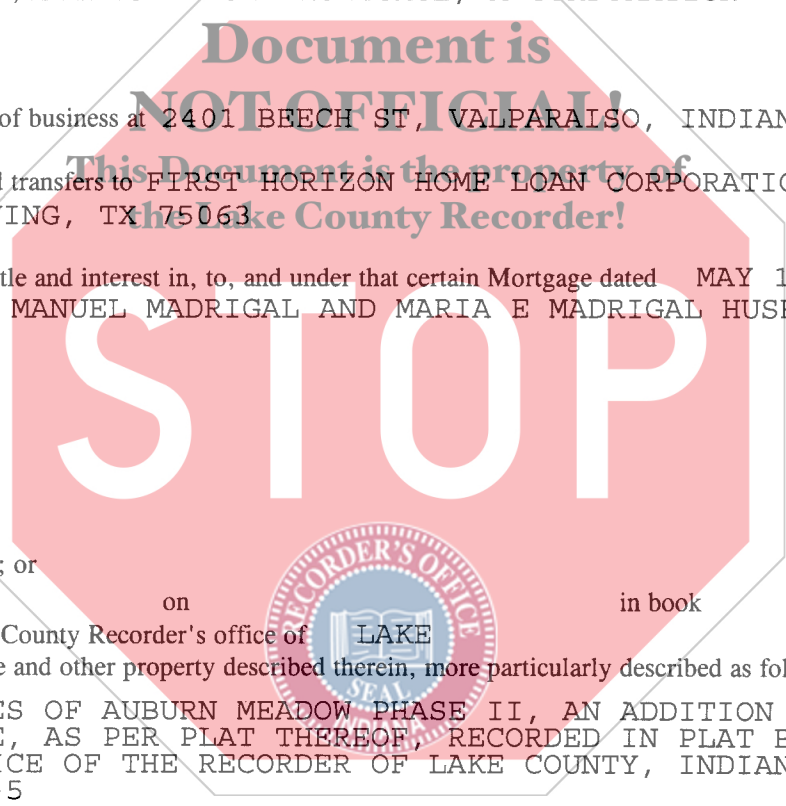 Document is
NOT OFFICIAL!
of business at 2401 BEECH ST, VALPARAISO, INDIAN
This Document is the property of
transfers to FIRST HORIZON HOME LOAN CORPORATIO
the Lake County Recorder!
ING, TX 75063
tle and interest in, to, and under that certain Mortgage dated MAY 1
MANUEL MADRIGAL AND MARIA E MADRIGAL HUSB
STOP
RECORDER'S OFFICE
; or
on in book
County Recorder's office of LAKE
e and other property described therein, more particularly described as fol
SEAL
INDIANA
ES OF AUBURN MEADOW PHASE II, AN ADDITION
E, AS PER PLAT THEREOF, RECORDED IN PLAT B
ICE OF THE RECORDER OF LAKE COUNTY, INDIAN
5